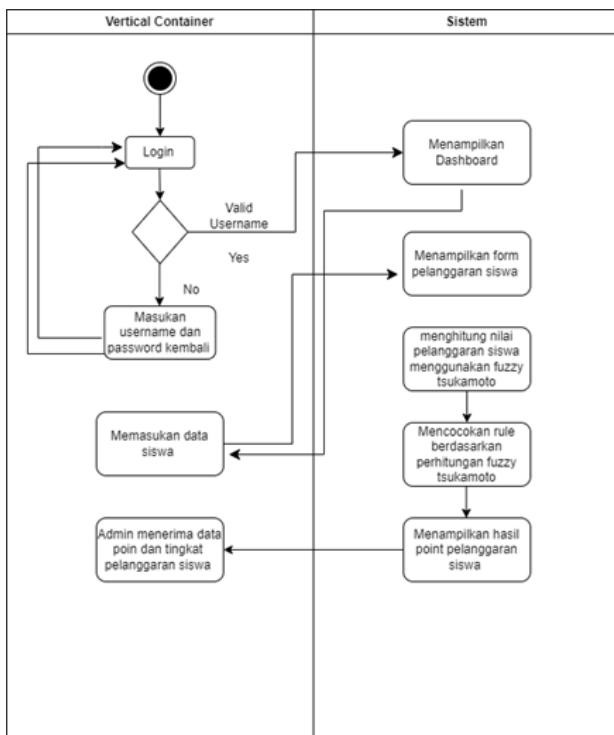 Vertical Container
Sistem
Login
Menampilkan
Dashboard
Valid
Username
Yes
Menampilkan form
pelanggaran siswa
No
Masukan
username dan
password kembali
menghitung nilai
pelanggaran siswa
menggunakan fuzzy
tsukamoto
Memasukan data
siswa
Mencocokan rule
berdasarkan
perhitungan fuzzy
tsukamoto
Admin menerima data
poin dan tingkat
pelanggaran siswa
Menampilkan hasil
point pelanggaran
siswa